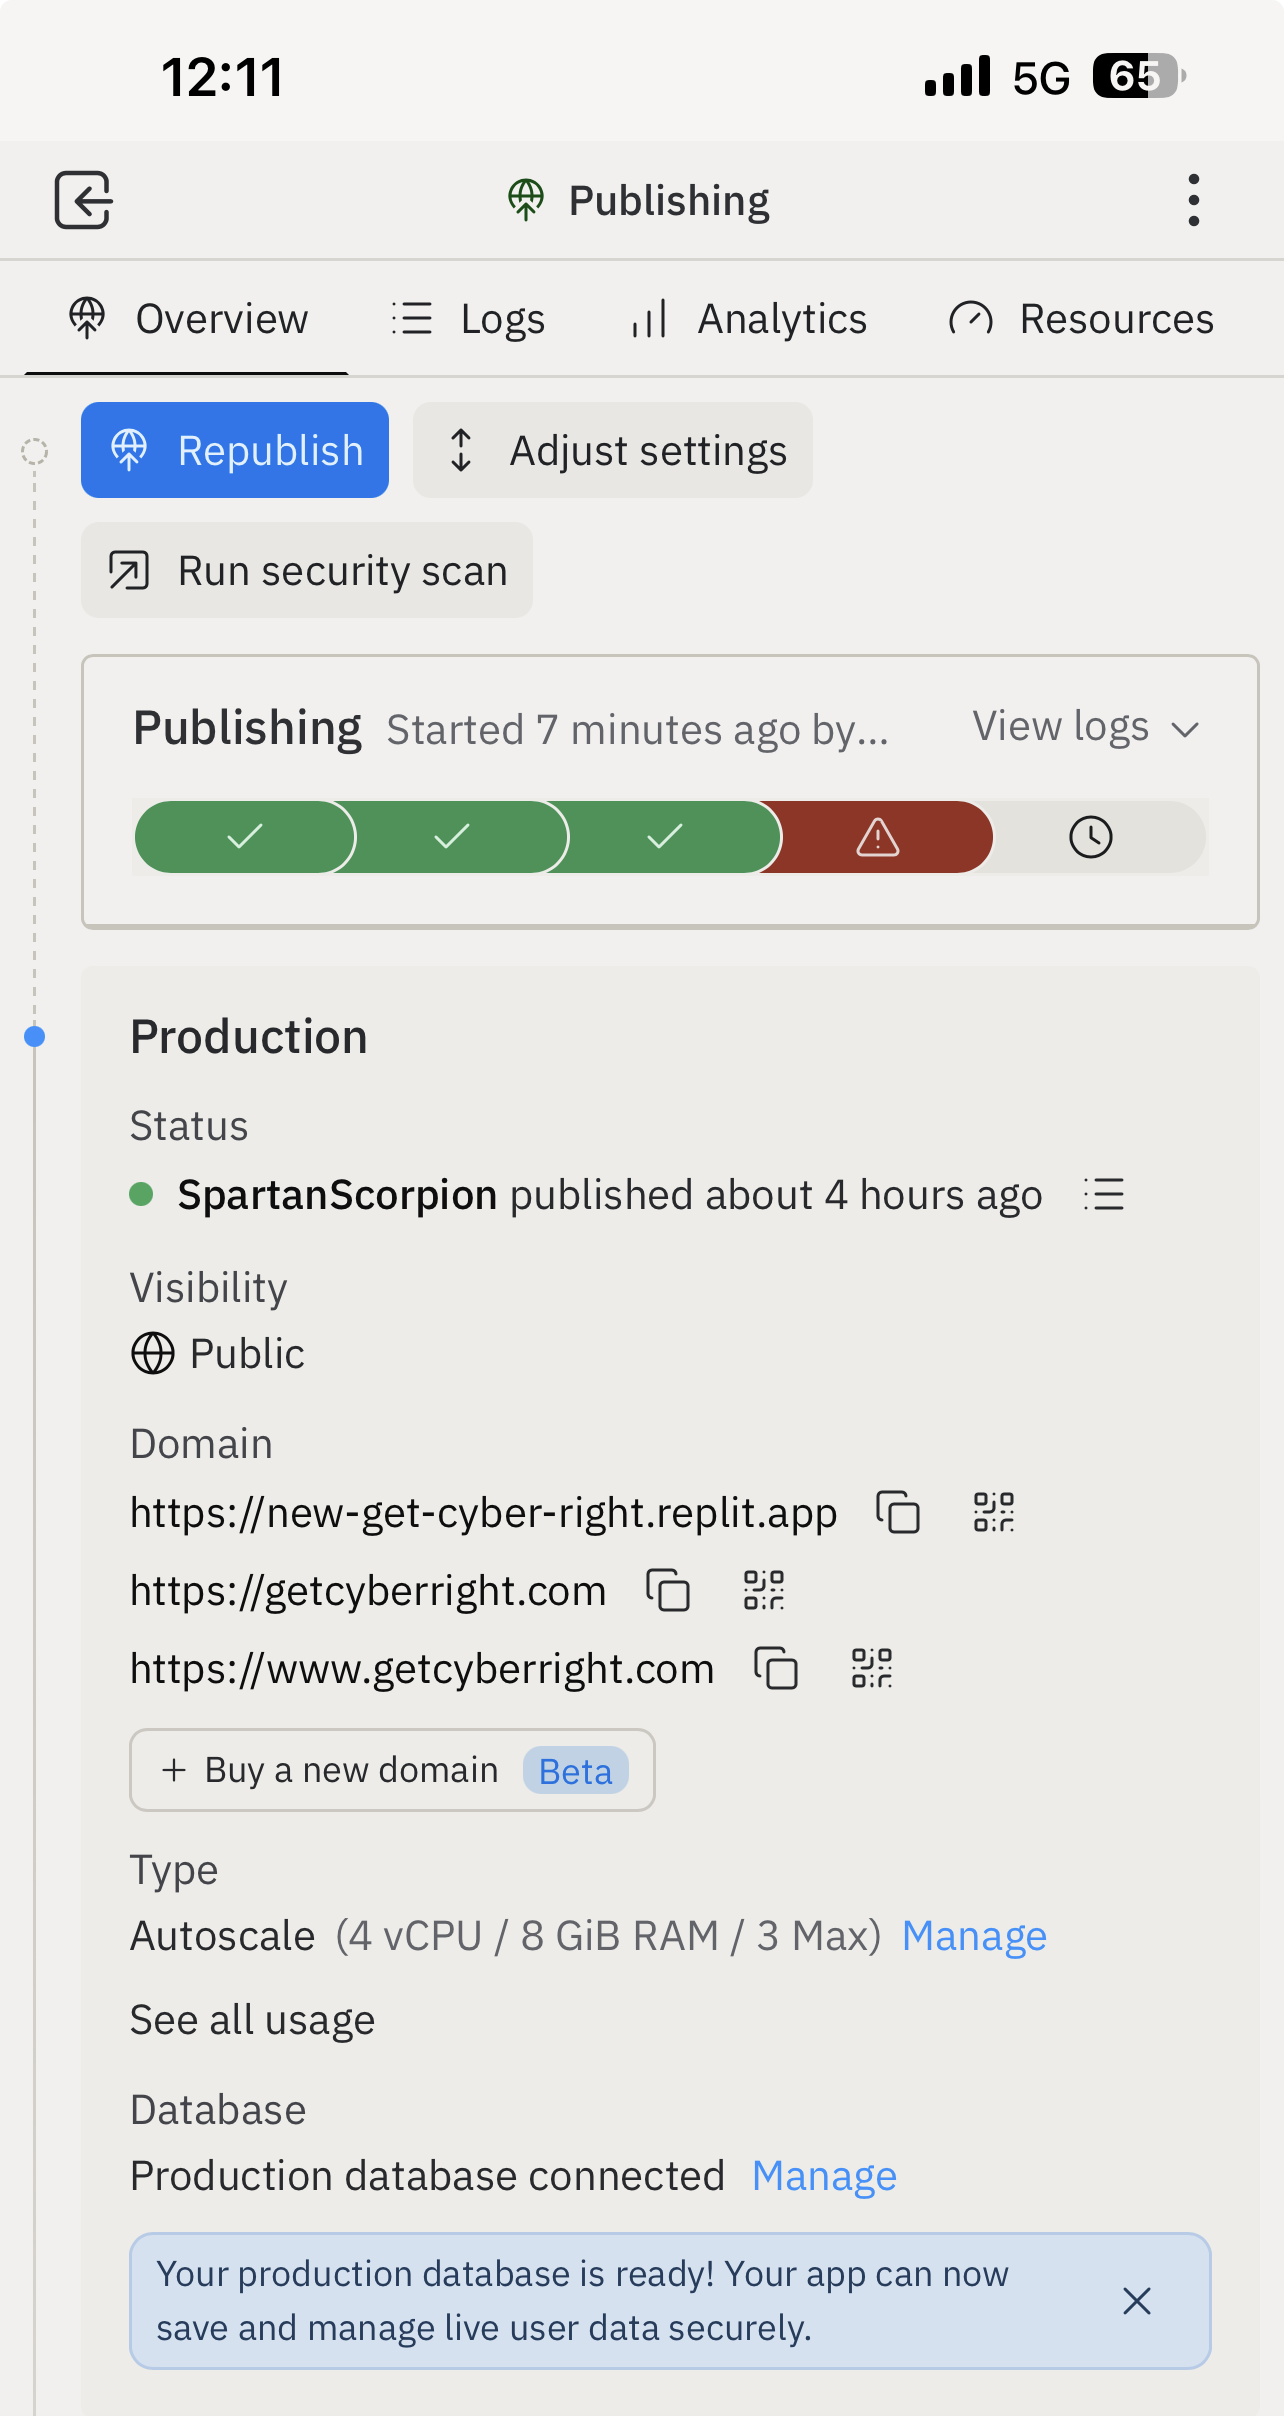 12:11 5G 65
Publishing
Overview Logs Analytics Resources
Republish Adjust settings
Run security scan
Publishing Started 7 minutes ago by... View logs
Production
Status
SpartanScorpion published about 4 hours ago
Visibility
Public
Domain
https://new-get-cyber-right.replit.app
https://getcyberright.com
https://www.getcyberright.com
+ Buy a new domain Beta
Type
Autoscale (4 vCPU / 8 GiB RAM / 3 Max) Manage
See all usage
Database
Production database connected Manage
Your production database is ready! Your app can now
save and manage live user data securely.